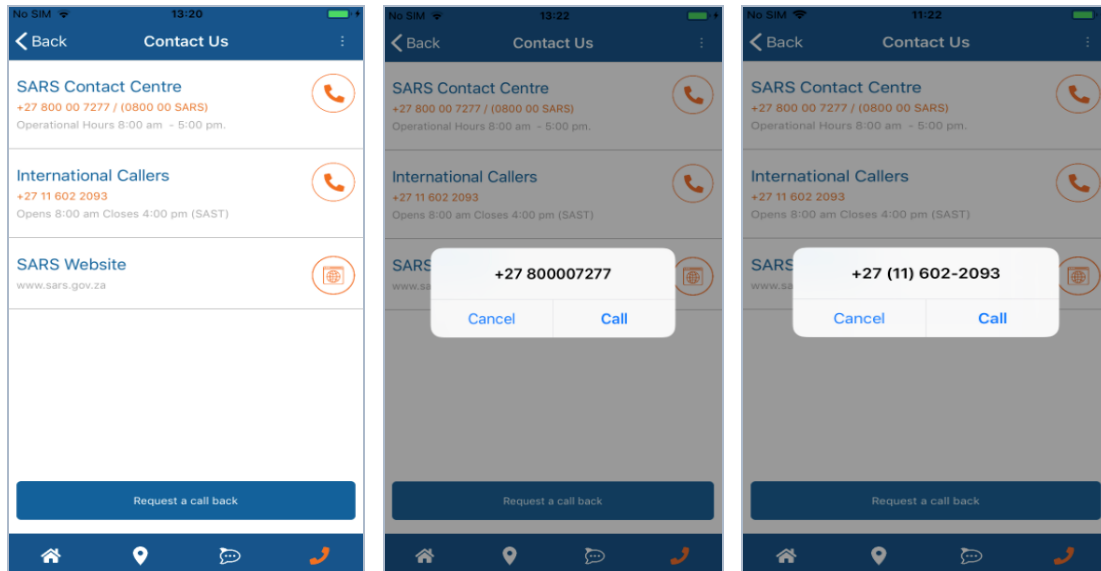 No SIM 13:20
Back Contact Us
SARS Contact Centre
+27 800 00 7277 / (0800 00 SARS)
Operational Hours 8:00 am - 5:00 pm.
International Callers
+27 11 602 2093
Opens 8:00 am Closes 4:00 pm (SAST)
SARS Website
www.sars.gov.za
Request a call back
No SIM 13:22
Back Contact Us
SARS Contact Centre
+27 800 00 7277 / (0800 00 SARS)
Operational Hours 8:00 am - 5:00 pm.
International Callers
+27 11 602 2093
Opens 8:00 am Closes 4:00 pm (SAST)
SARS
www.sa
+27 800007277
Cancel Call
Request a call back
No SIM 11:22
Back Contact Us
SARS Contact Centre
+27 800 00 7277 / (0800 00 SARS)
Operational Hours 8:00 am - 5:00 pm.
International Callers
+27 11 602 2093
Opens 8:00 am Closes 4:00 pm (SAST)
SARS
www.sa
+27 (11) 602-2093
Cancel Call
Request a call back